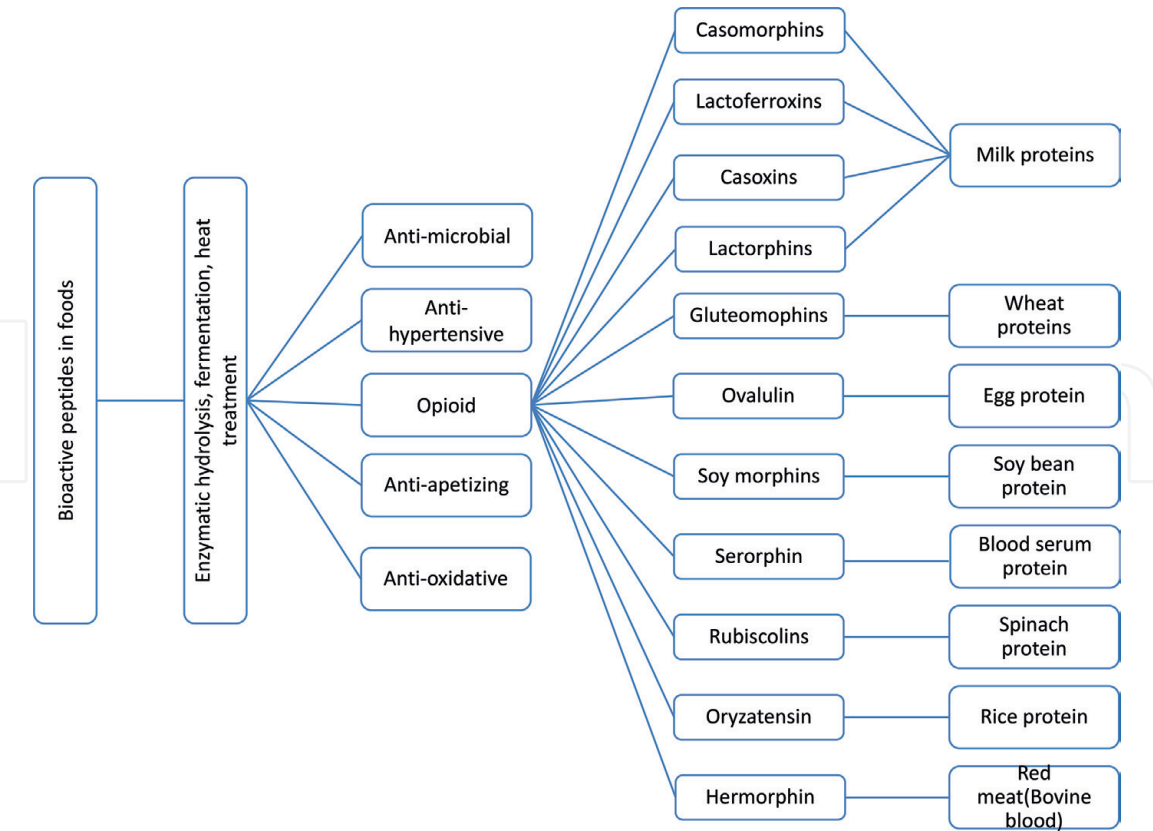 Bioactive peptides in foods
Enzymatic hydrolysis, fermentation, heat
treatment
Anti-microbial
Anti-
hypertensive
Opioid
Anti-apetizing
Anti-oxidative
Casomorphins
Lactoferroxins
Casoxins
Lactorphins
Gluteomophins
Ovalulin
Soy morphins
Serorphin
Rubiscolins
Oryzatensin
Hermorphin
Milk proteins
Wheat
proteins
Egg protein
Soy bean
protein
Blood serum
protein
Spinach
protein
Rice protein
Red
meat(Bovine
blood)